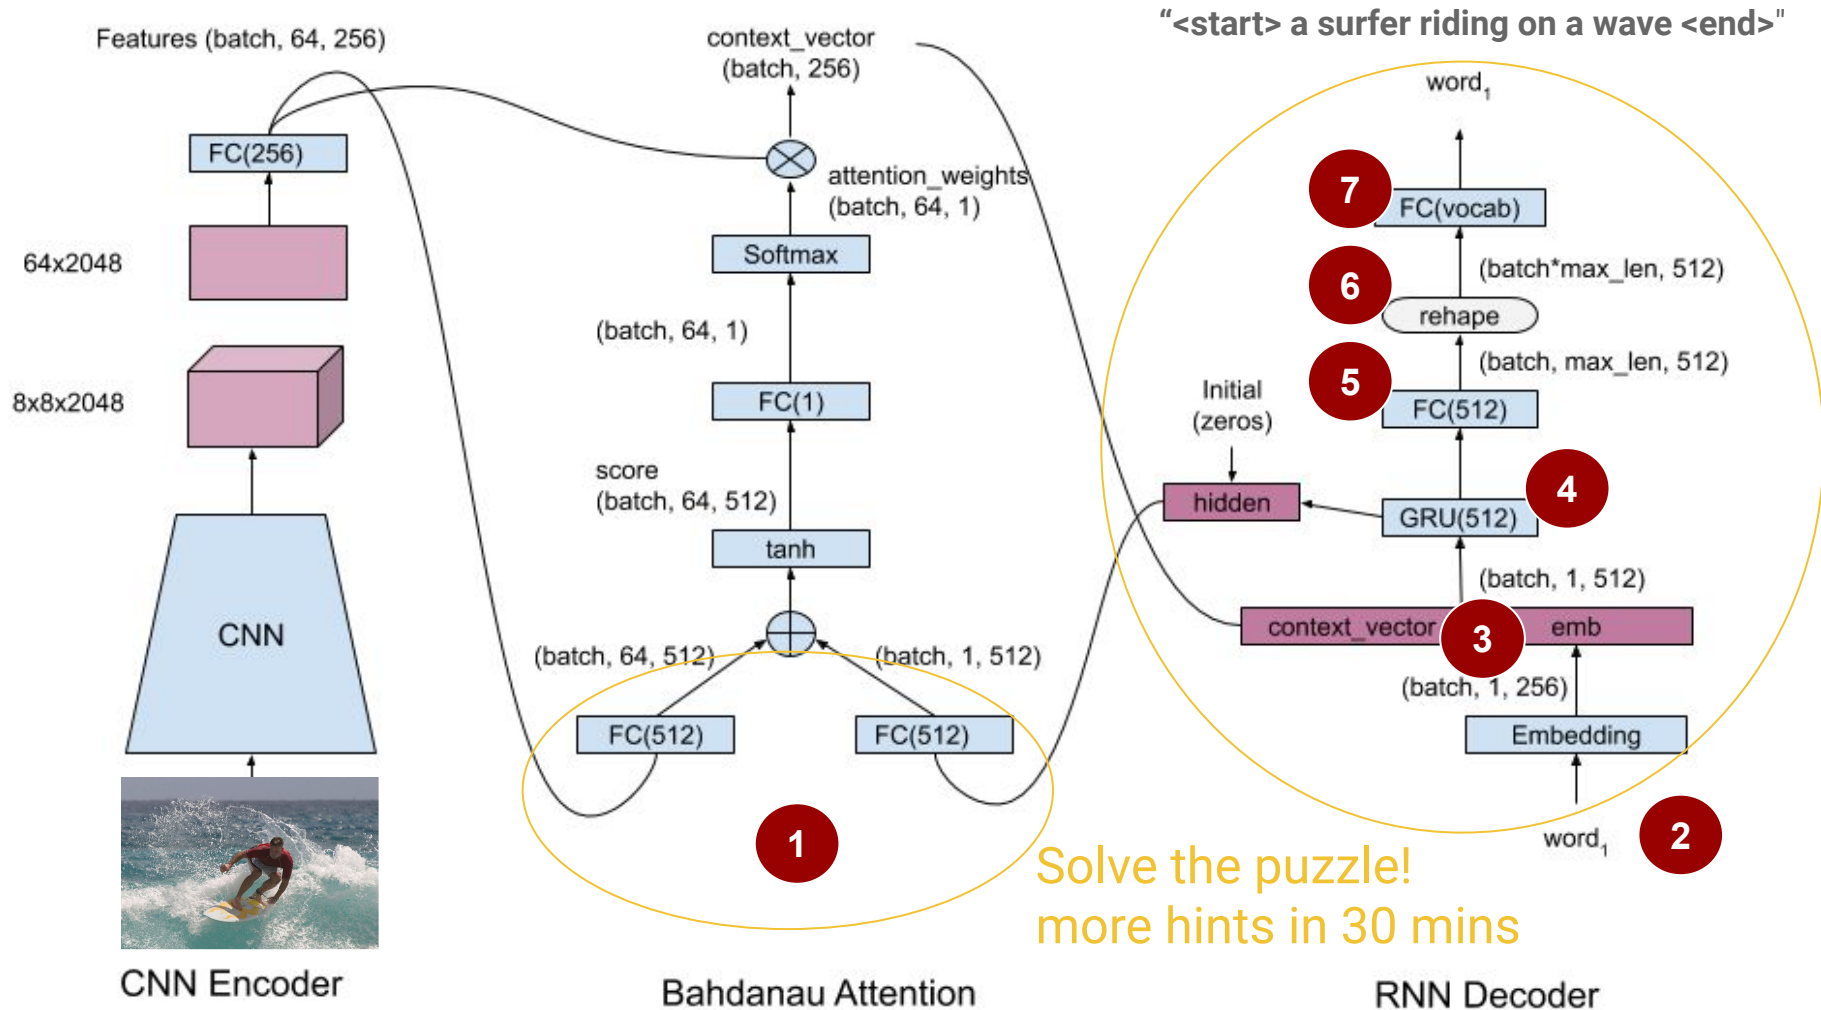 “<start> a surfer riding on a wave <end>"
Features (batch, 64, 256)
FC(256)
64x2048
8x8x2048
CNN
CNN Encoder
context_vector
(batch, 256)
attention_weights
(batch, 64, 1)
Softmax
(batch, 64, 1)
FC(1)
score
(batch, 64, 512)
tanh
(batch, 64, 512)
(batch, 1, 512)
FC(512)
FC(512)
1
Bahdanau Attention
word1
7
FC(vocab)
(batch*max_len, 512)
6
rehape
(batch, max_len, 512)
5
FC(512)
Initial
(zeros)
hidden
4
GRU(512)
(batch, 1, 512)
context_vector
3
emb
(batch, 1, 256)
Embedding
word1
2
Solve the puzzle!
more hints in 30 mins
RNN Decoder